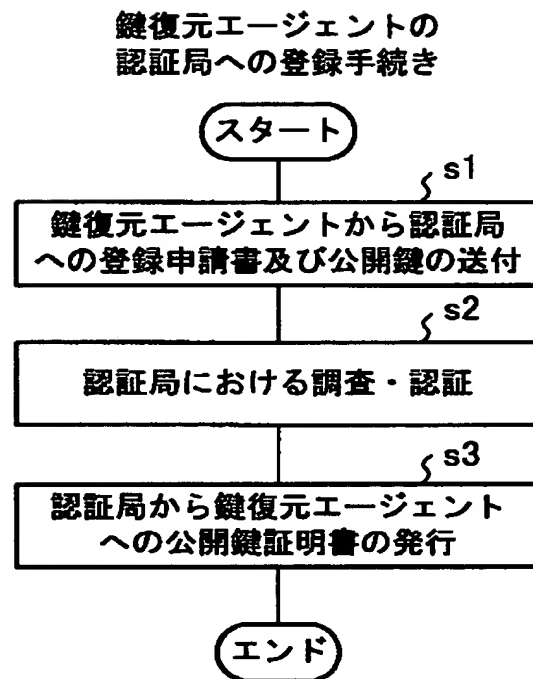 鍵復元エージェントの
認証局への登録手続き
スタート
s1
鍵復元エージェントから認証局
への登録申請書及び公開鍵の送付
s2
認証局における調査・認証
s3
認証局から鍵復元エージェント
への公開鍵証明書の発行
エンド